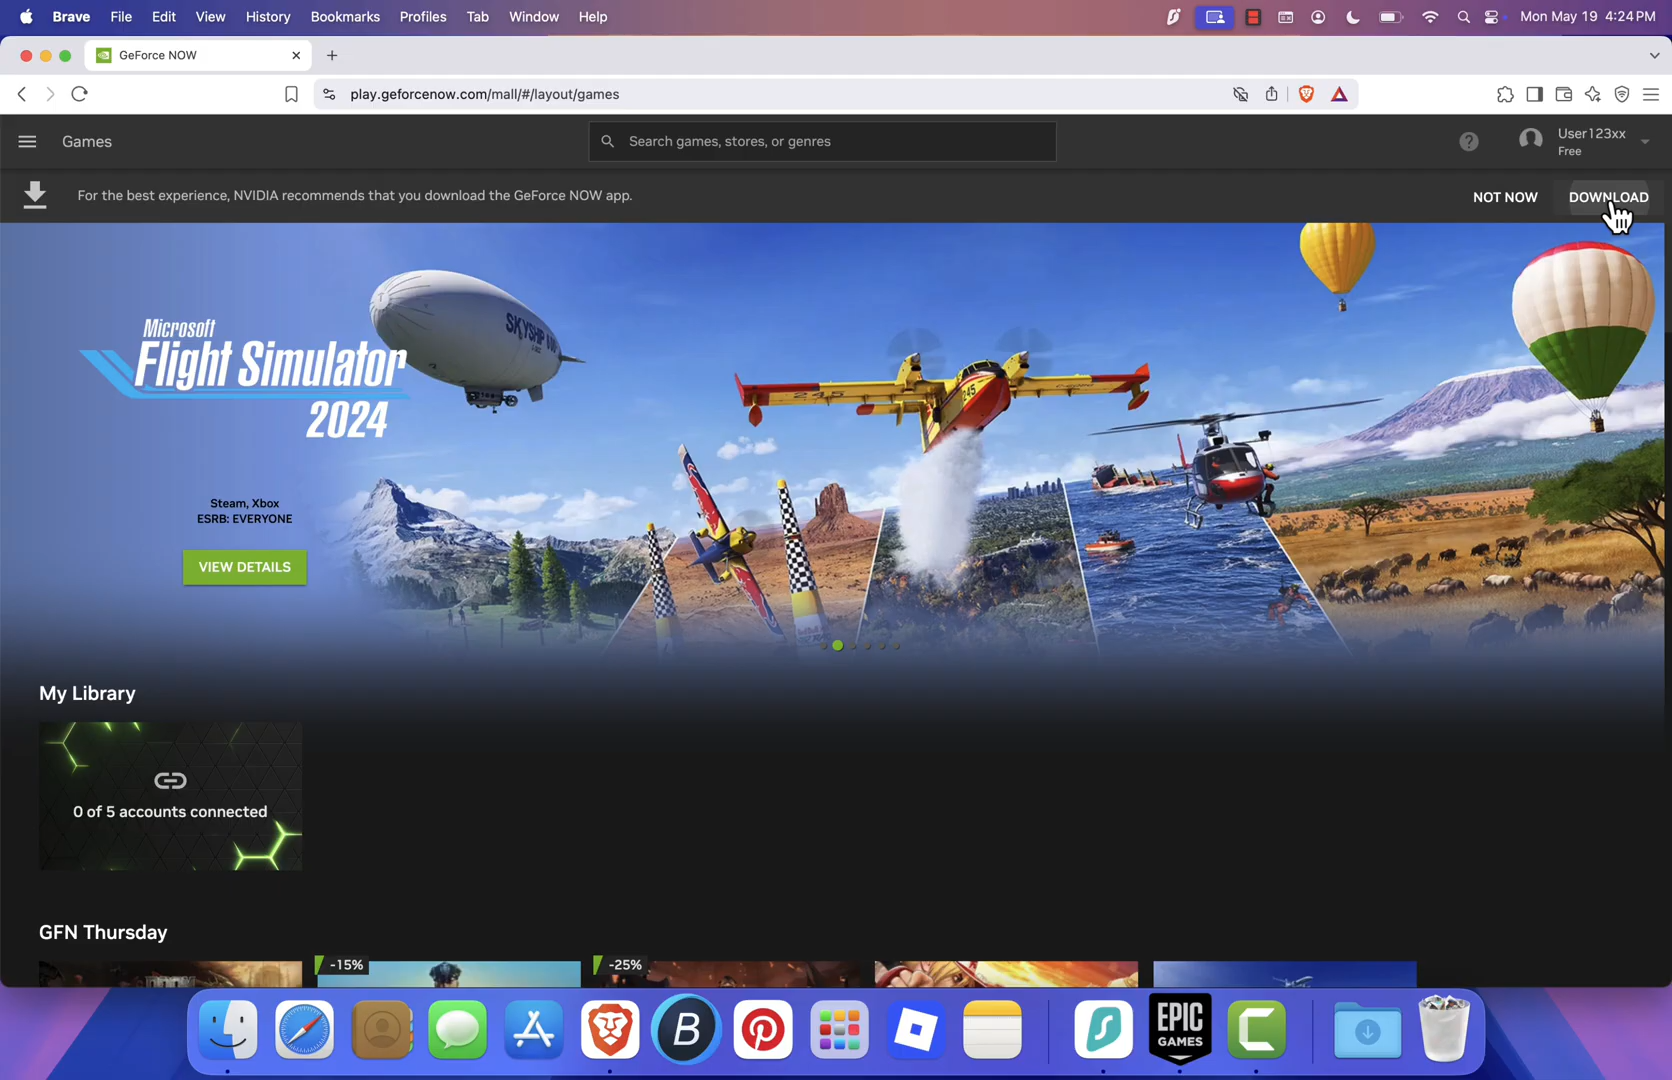 Brave File Edit View History Bookmarks Profiles Tab Window Help Mon May 19 4:24 PM
GeForce NOW
play.geforcenow.com/mall/#/layout/games
Games
Search games, stores, or genres
User123xx
Free
For the best experience, NVIDIA recommends that you download the GeForce NOW app.
NOT NOW DOWNLOAD
SKYSHIP
Microsoft
Flight Simulator
2024
245
245
Steam, Xbox
ESRB: EVERYONE
VIEW DETAILS
My Library
0 of 5 accounts connected
GFN Thursday
-15%
-25%
B
EPIC
GAMES